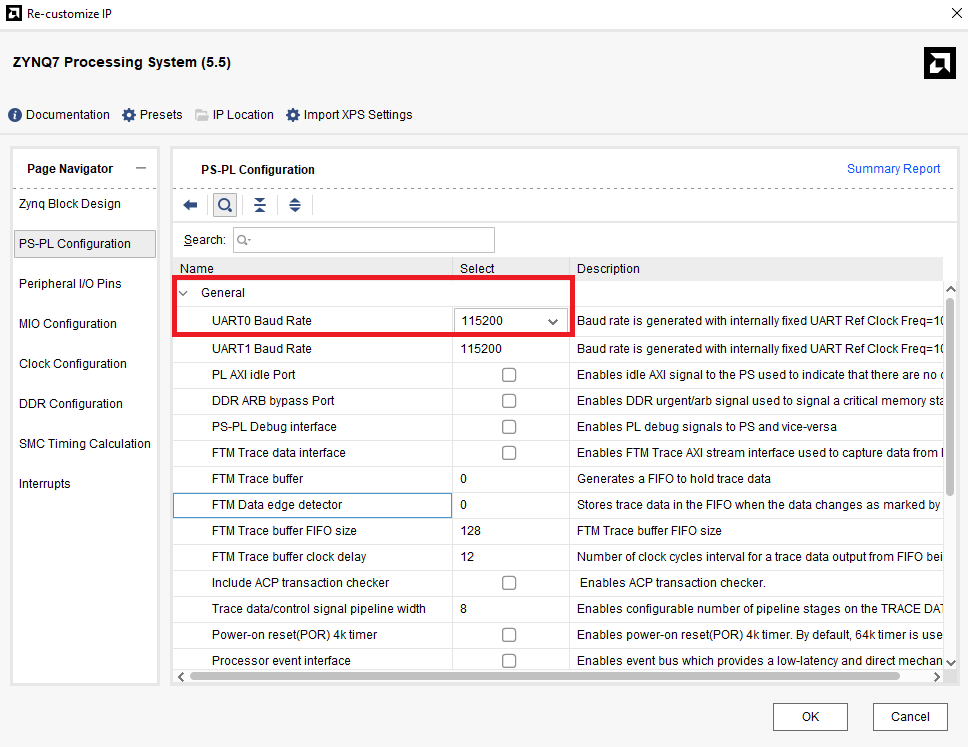 Re-customize IP
ZYNQ7 Processing System (5.5)
Documentation Presets IP Location Import XPS Settings
Page Navigator
Zynq Block Design
PS-PL Configuration
Peripheral I/O Pins
MIO Configuration
Clock Configuration
DDR Configuration
SMC Timing Calculation
Interrupts
PS-PL Configuration Summary Report
Search:
Name Select Description
General
UART0 Baud Rate 115200 Baud rate is generated with internally fixed UART Ref Clock Freq=10
UART1 Baud Rate 115200 Baud rate is generated with internally fixed UART Ref Clock Freq=10
PL AXI idle Port Enables idle AXI signal to the PS used to indicate that there are no
DDR ARB bypass Port Enables DDR urgent/arb signal used to signal a critical memory sta
PS-PL Debug interface Enables PL debug signals to PS and vice-versa
FTM Trace data interface Enables FTM Trace AXI stream interface used to capture data from
FTM Trace buffer 0 Generates a FIFO to hold trace data
FTM Data edge detector 0 Stores trace data in the FIFO when the data changes as marked by
FTM Trace buffer FIFO size 128 FTM Trace buffer FIFO size
FTM Trace buffer clock delay 12 Number of clock cycles interval for a trace data output from FIFO bei
Include ACP transaction checker Enables ACP transaction checker.
Trace data/control signal pipeline width 8 Enables configurable number of pipeline stages on the TRACE DAT
Power-on reset(POR) 4k timer Enables power-on reset(POR) 4k timer. By default, 64k timer is use
Processor event interface Enables event bus which provides a low-latency and direct mechan
OK Cancel